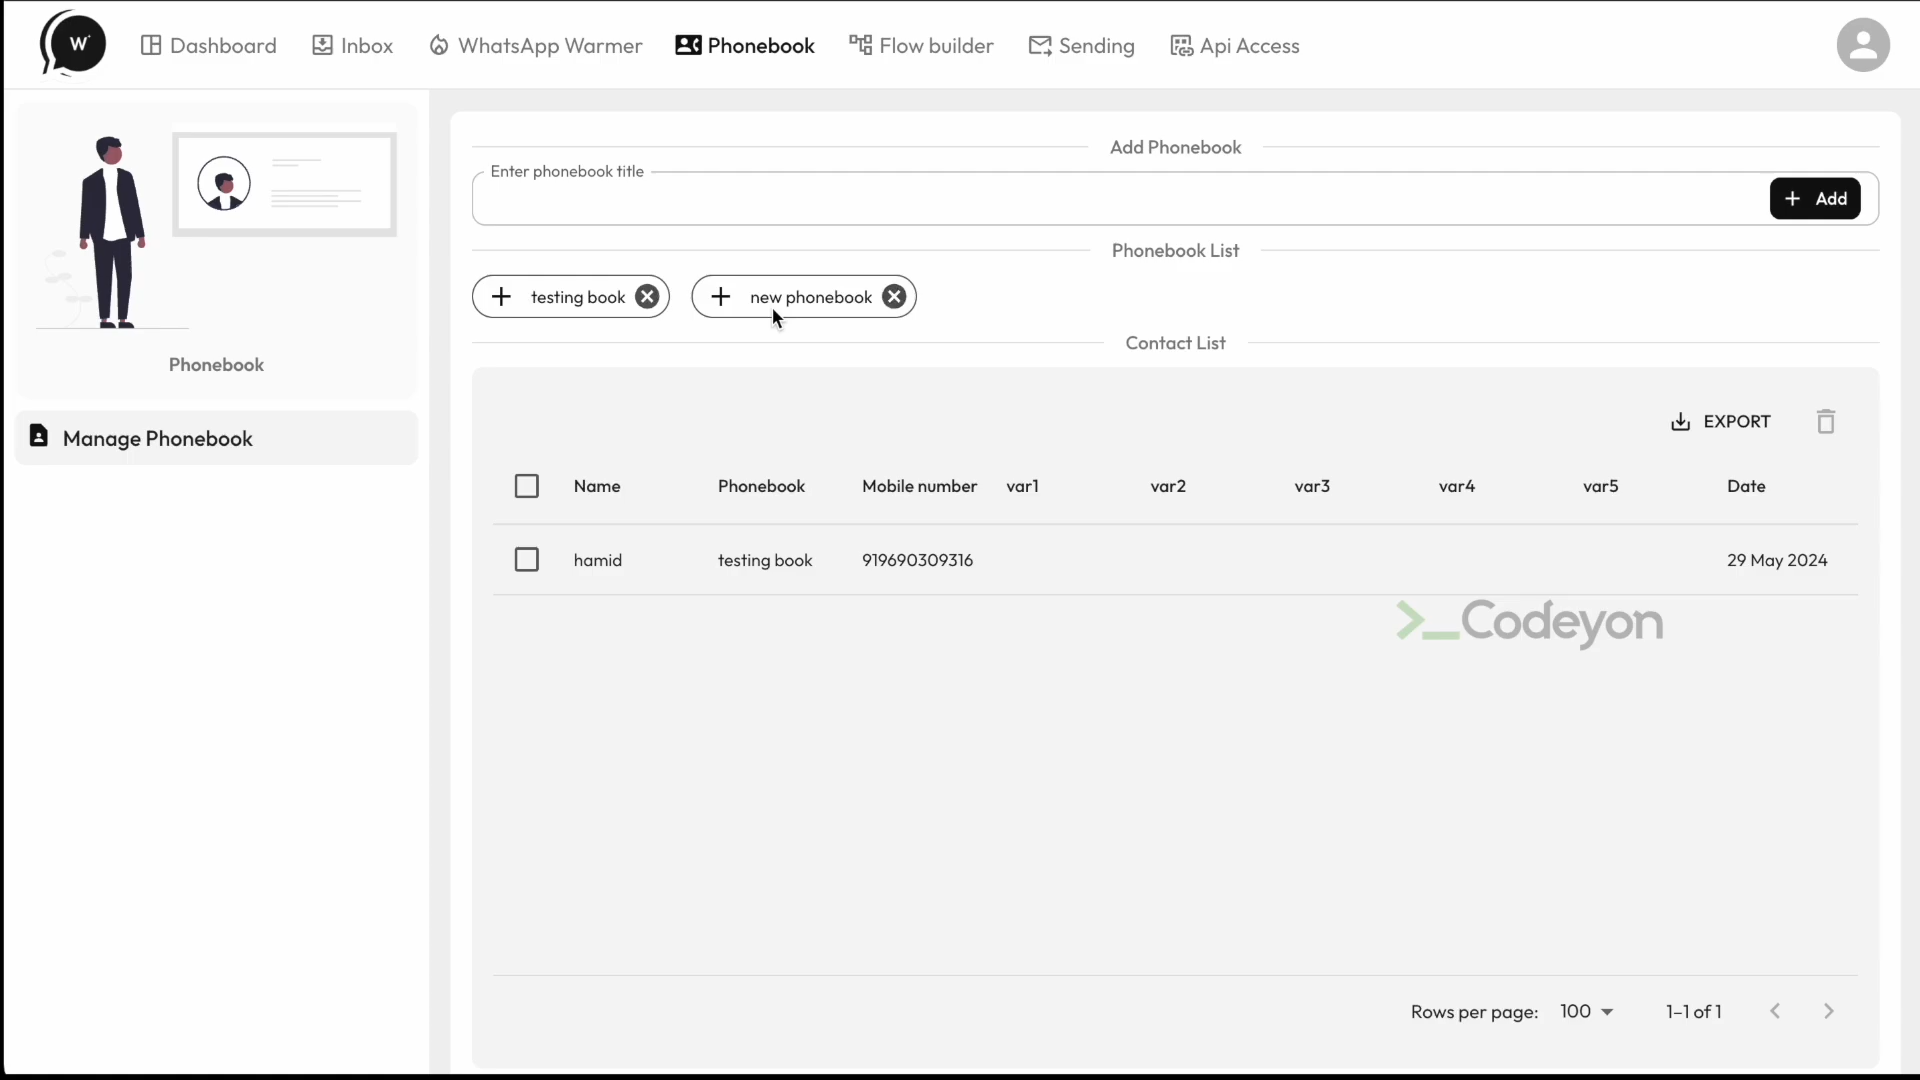 W
Dashboard
Inbox
WhatsApp Warmer
Phonebook
Flow builder
Sending
Api Access
Phonebook
Manage Phonebook
Add Phonebook
Enter phonebook title
+ Add
Phonebook List
+ testing book
+ new phonebook
Contact List
EXPORT
Name Phonebook Mobile number var1 var2 var3 var4 var5 Date
hamid testing book 919690309316 29 May 2024
>_Codeyon
Rows per page: 100 1–1 of 1